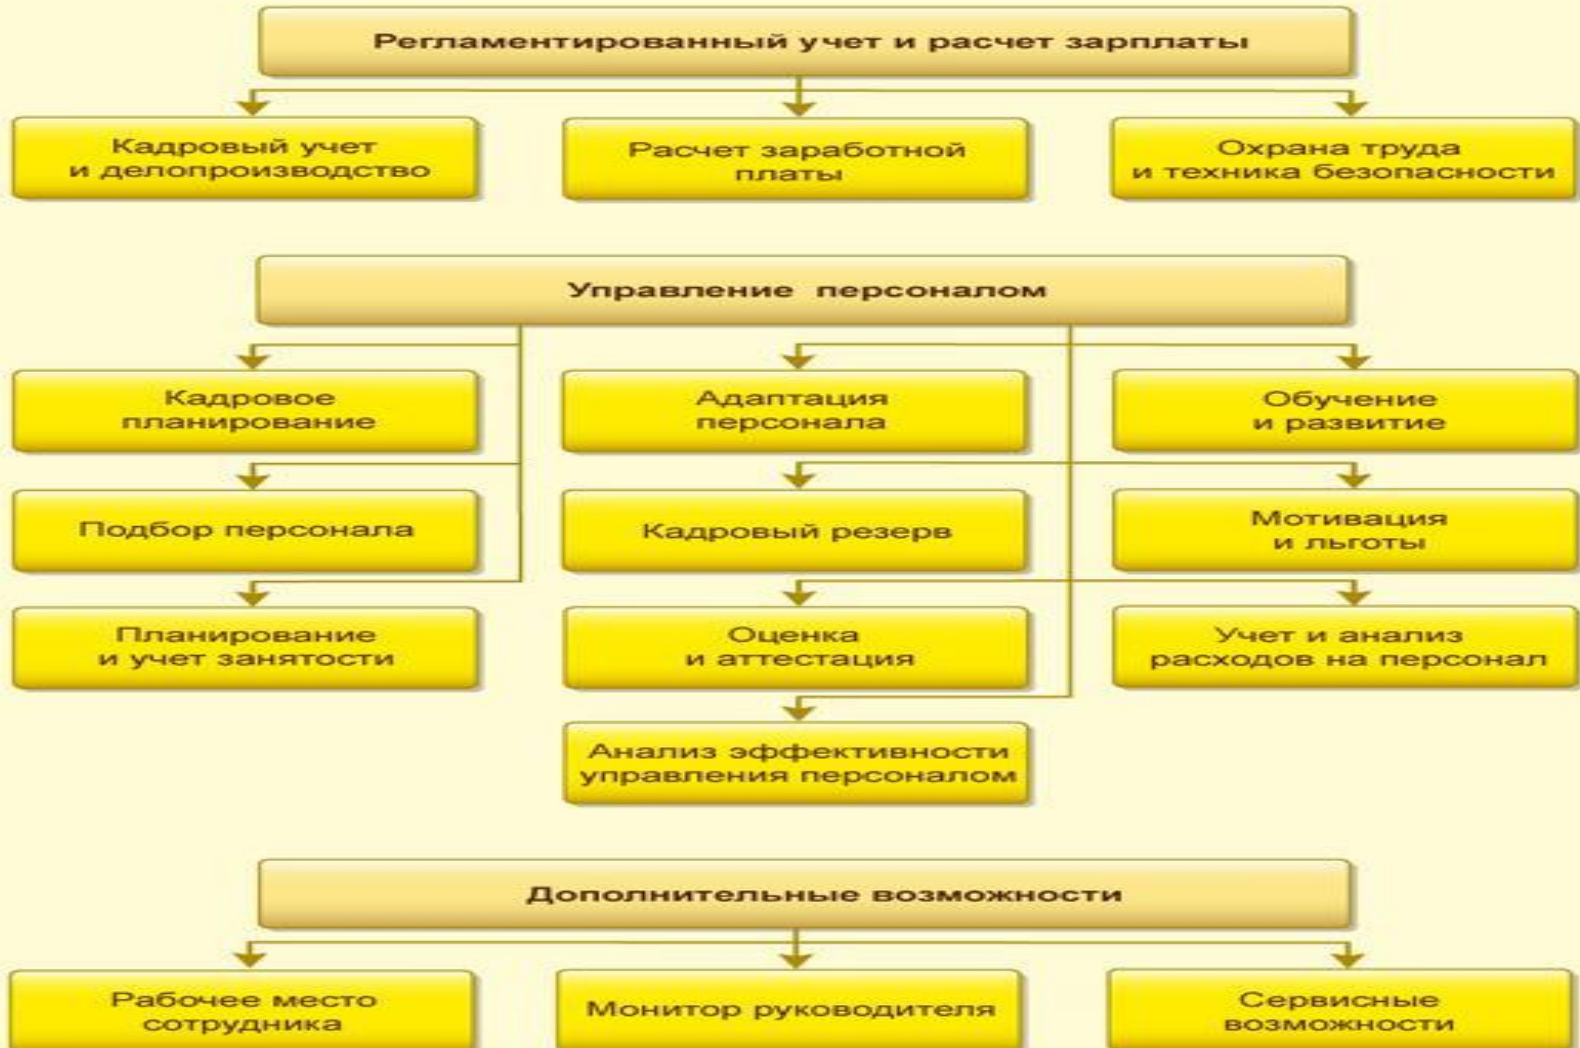 Регламентированный учет и расчет зарплаты
Кадровый учет
и делопроизводство
Расчет заработной
платы
Охрана труда
и техника безопасности
Управление персоналом
Кадровое
планирование
Адаптация
персонала
Обучение
и развитие
Подбор персонала
Кадровый резерв
Мотивация
и льготы
Планирование
и учет занятости
Оценка
и аттестация
Учет и анализ
расходов на персонал
Анализ эффективности
управления персоналом
Дополнительные возможности
Рабочее место
сотрудника
Монитор руководителя
Сервисные
возможности